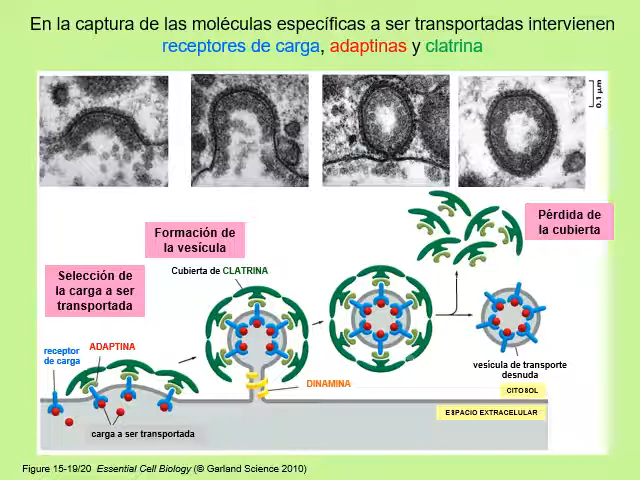 En la captura de las moléculas específicas a ser transportadas intervienen
receptores de carga, adaptinas y clatrina
0.1 µm
Pérdida de
la cubierta
Formación de
la vesícula
Selección de
la carga a ser
transportada
Cubierta de CLATRINA
receptor
de carga
ADAPTINA
DINAMINA
vesícula de transporte
desnuda
CITOSOL
ESPACIO EXTRACELULAR
carga a ser transportada
Figure 15-19/20 Essential Cell Biology (© Garland Science 2010)